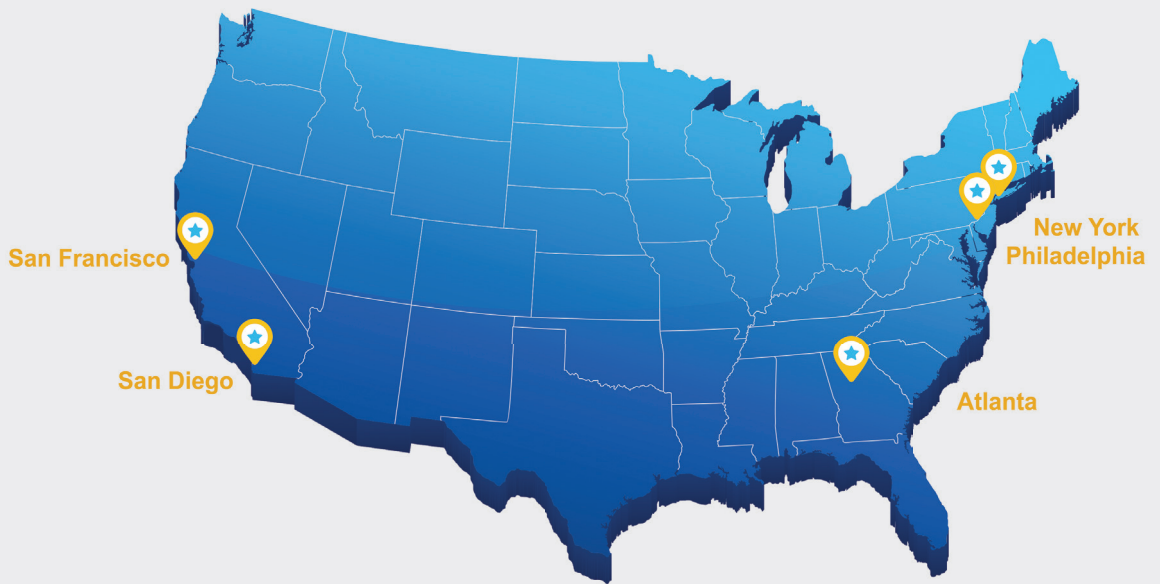 New York
Philadelphia
San Francisco
San Diego
Atlanta